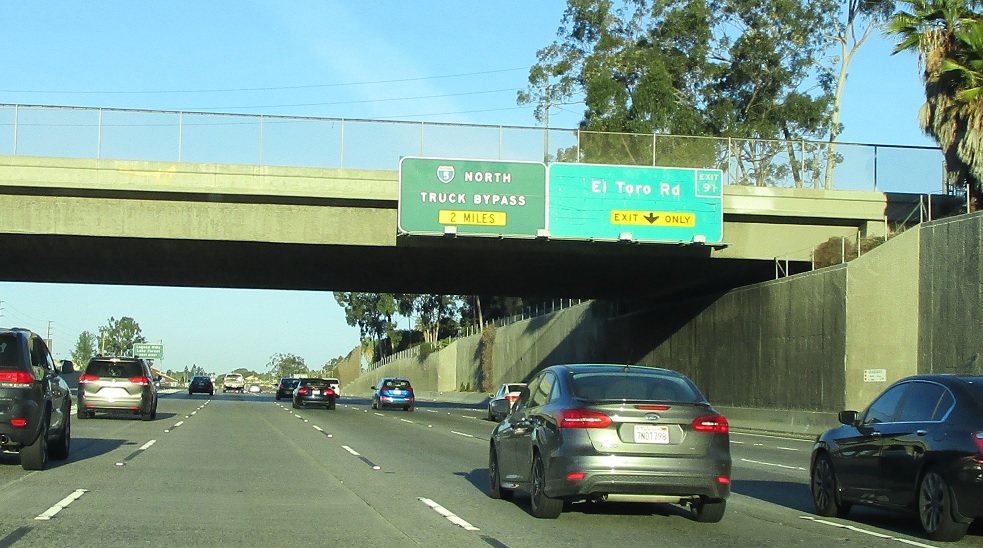 5 NORTH
TRUCK BYPASS
2 MILES
EXIT
91
El Toro Rd
EXIT ONLY